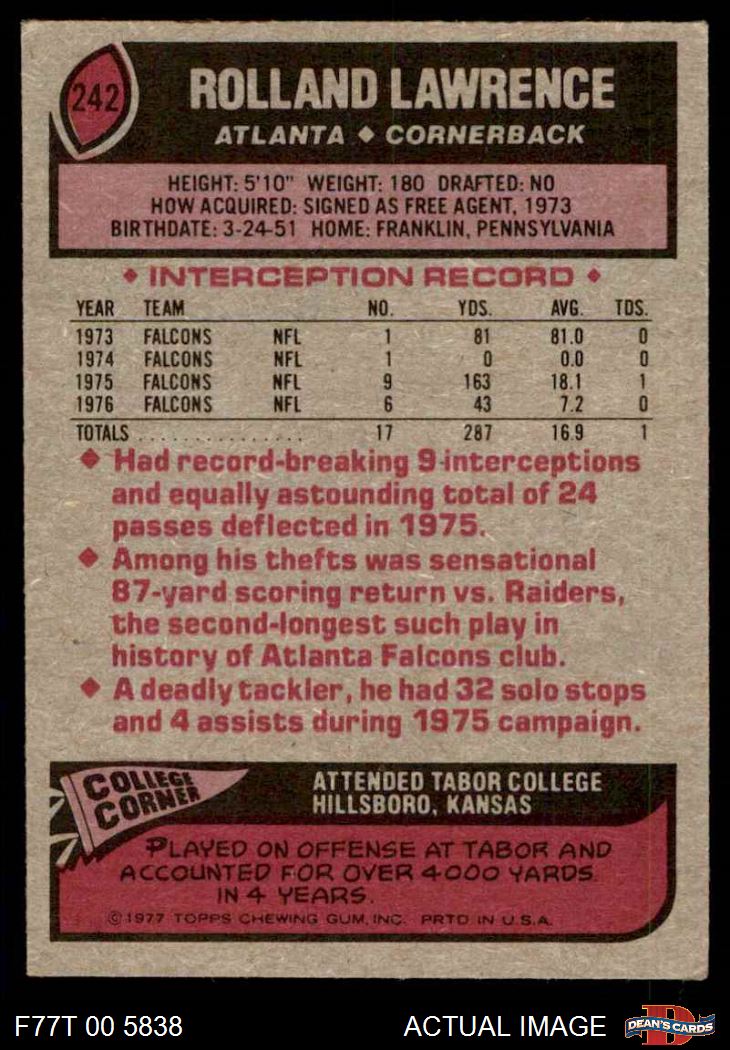 242
ROLLAND LAWRENCE
ATLANTA ◆ CORNERBACK
HEIGHT: 5'10" WEIGHT: 180 DRAFTED: NO
HOW ACQUIRED: SIGNED AS FREE AGENT, 1973
BIRTHDATE: 3-24-51 HOME: FRANKLIN, PENNSYLVANIA
◆ INTERCEPTION RECORD ◆
YEAR TEAM NO. YDS. AVG. TDS.
1973 FALCONS NFL 1 81 81.0 0
1974 FALCONS NFL 1 0 0.0 0
1975 FALCONS NFL 9 163 18.1 1
1976 FALCONS NFL 6 43 7.2 0
TOTALS . . . . . . . . . . . . . . . 17 287 16.9 1
◆ Had record-breaking 9 interceptions
and equally astounding total of 24
passes deflected in 1975.
◆ Among his thefts was sensational
87-yard scoring return vs. Raiders,
the second-longest such play in
history of Atlanta Falcons club.
◆ A deadly tackler, he had 32 solo stops
and 4 assists during 1975 campaign.
COLLEGE
CORNER
ATTENDED TABOR COLLEGE
HILLSBORO, KANSAS
PLAYED ON OFFENSE AT TABOR AND
ACCOUNTED FOR OVER 4000 YARDS
IN 4 YEARS.
©1977 TOPPS CHEWING GUM, INC. PRTD IN U.S.A.
F77T 00 5838
ACTUAL IMAGE
D
DEAN'S CARDS